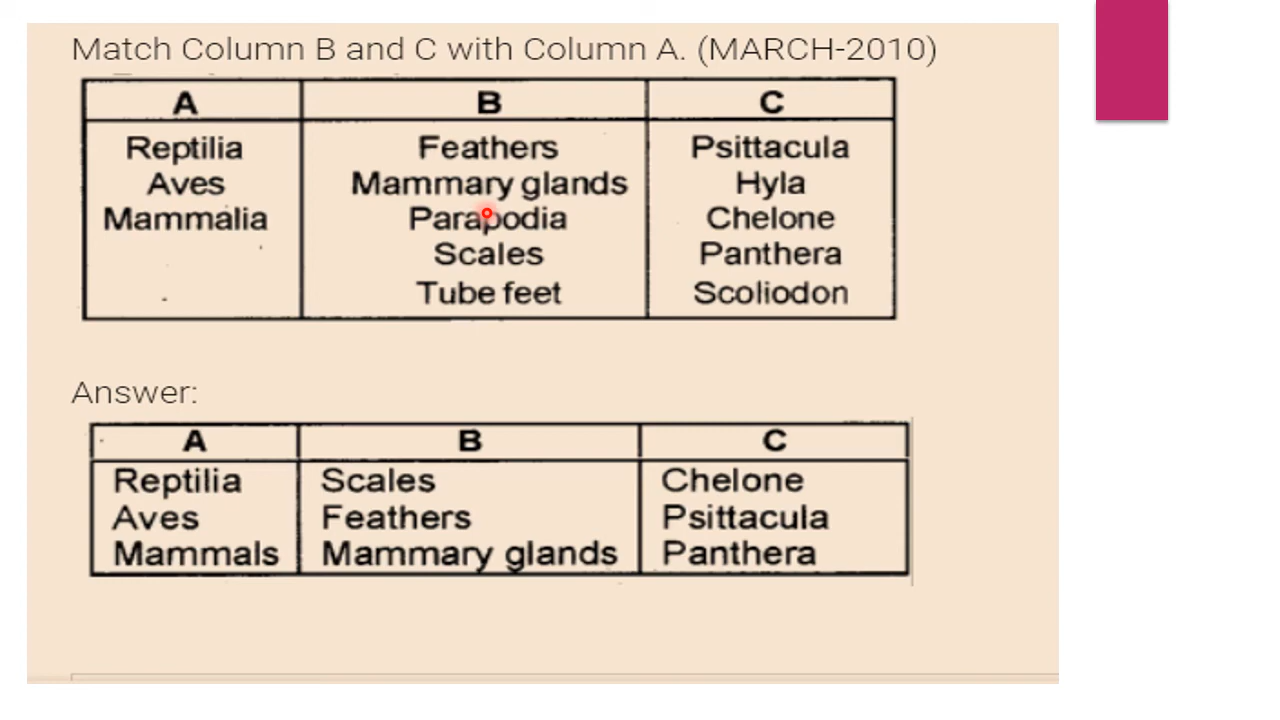 Match Column B and C with Column A. (MARCH-2010)
A B C
Reptilia Feathers Psittacula
Aves Mammary glands Hyla
Mammalia Parapodia Chelone
Scales Panthera
Tube feet Scoliodon
Answer:
A B C
Reptilia Scales Chelone
Aves Feathers Psittacula
Mammals Mammary glands Panthera